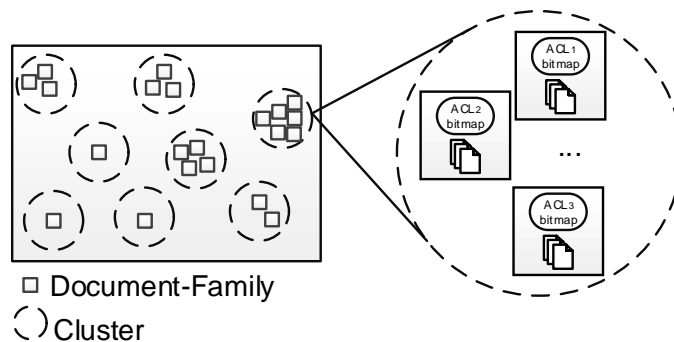 ACL1
bitmap
ACL2
bitmap
...
ACL3
bitmap
Document-Family
Cluster